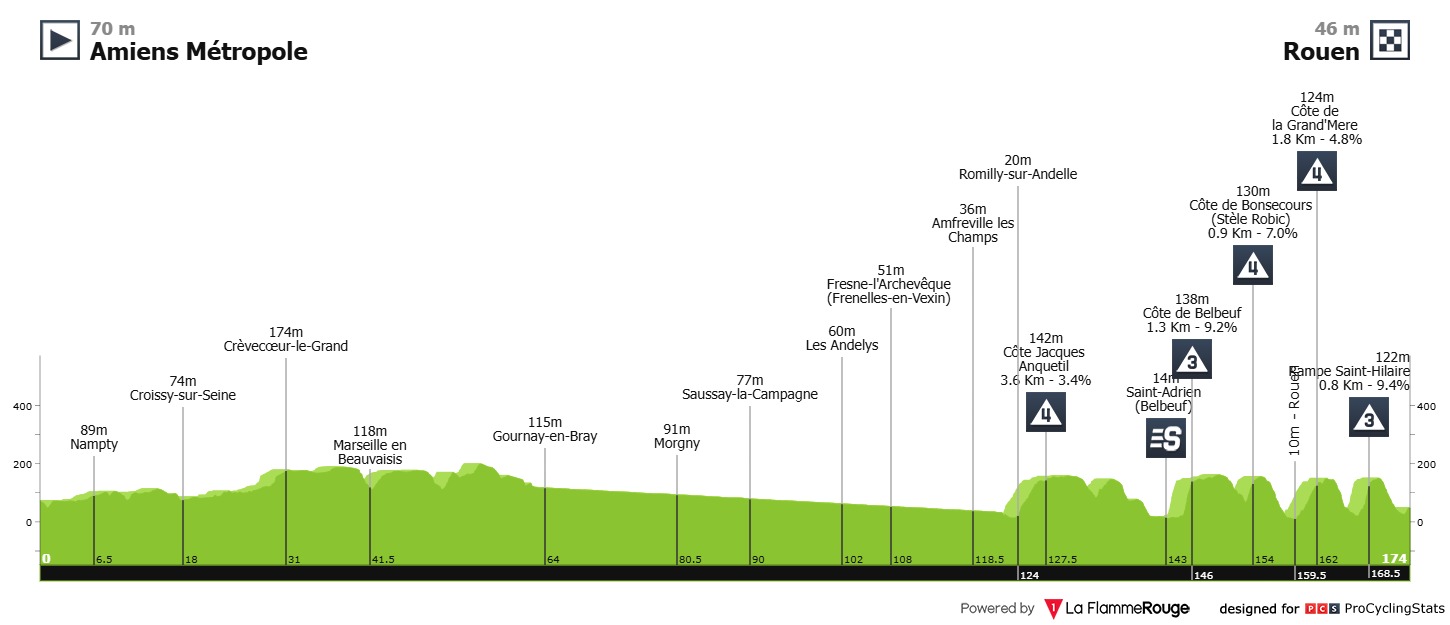 70 m
Amiens Métropole
46 m
Rouen
124m
Côte de
la Grand'Mere
1.8 Km - 4.8%
4
20m
Romilly-sur-Andelle
130m
Côte de Bonsecours
(Stèle Robic)
0.9 Km - 7.0%
4
36m
Amfreville les
Champs
51m
Fresne-l'Archevêque
(Frenelles-en-Vexin)
138m
Côte de Belbeuf
1.3 Km - 9.2%
3
174m
Crèvecœur-le-Grand
60m
Les Andelys
142m
Côte Jacques
Anquetil
3.6 Km - 3.4%
4
122m
Rampe Saint-Hilaire
0.8 Km - 9.4%
3
74m
Croissy-sur-Seine
77m
Saussay-la-Campagne
14m
Saint-Adrien
(Belbeuf)
S
10m - Rouen
89m
Nampty
118m
Marseille en
Beauvaisis
115m
Gournay-en-Bray
91m
Morgny
400
200
0
400
200
0
0 6.5 18 31 41.5 64 80.5 90 102 108 118.5 127.5 143 154 162 174
124 146 159.5 168.5
Powered by 1 La FlammeRouge designed for PCS ProCyclingStats